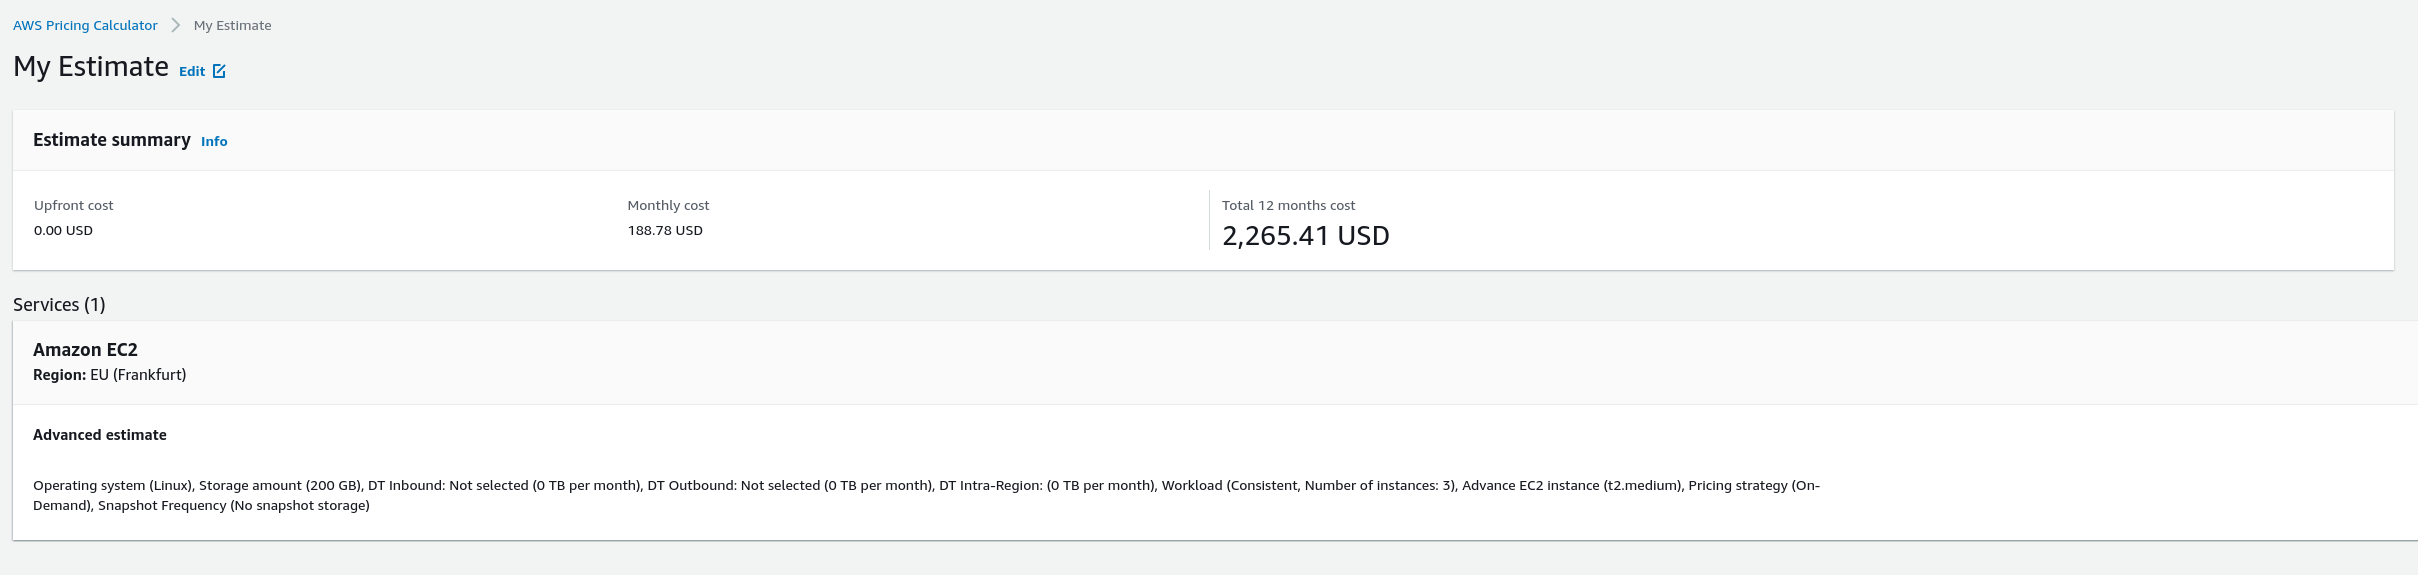 AWS Pricing Calculator My Estimate
My Estimate Edit
Estimate summary Info
Upfront cost
0.00 USD
Monthly cost
188.78 USD
Total 12 months cost
2,265.41 USD
Services (1)
Amazon EC2
Region: EU (Frankfurt)
Advanced estimate
Operating system (Linux), Storage amount (200 GB), DT Inbound: Not selected (0 TB per month), DT Outbound: Not selected (0 TB per month), DT Intra-Region: (0 TB per month), Workload (Consistent, Number of instances: 3), Advance EC2 instance (t2.medium), Pricing strategy (On-
Demand), Snapshot Frequency (No snapshot storage)